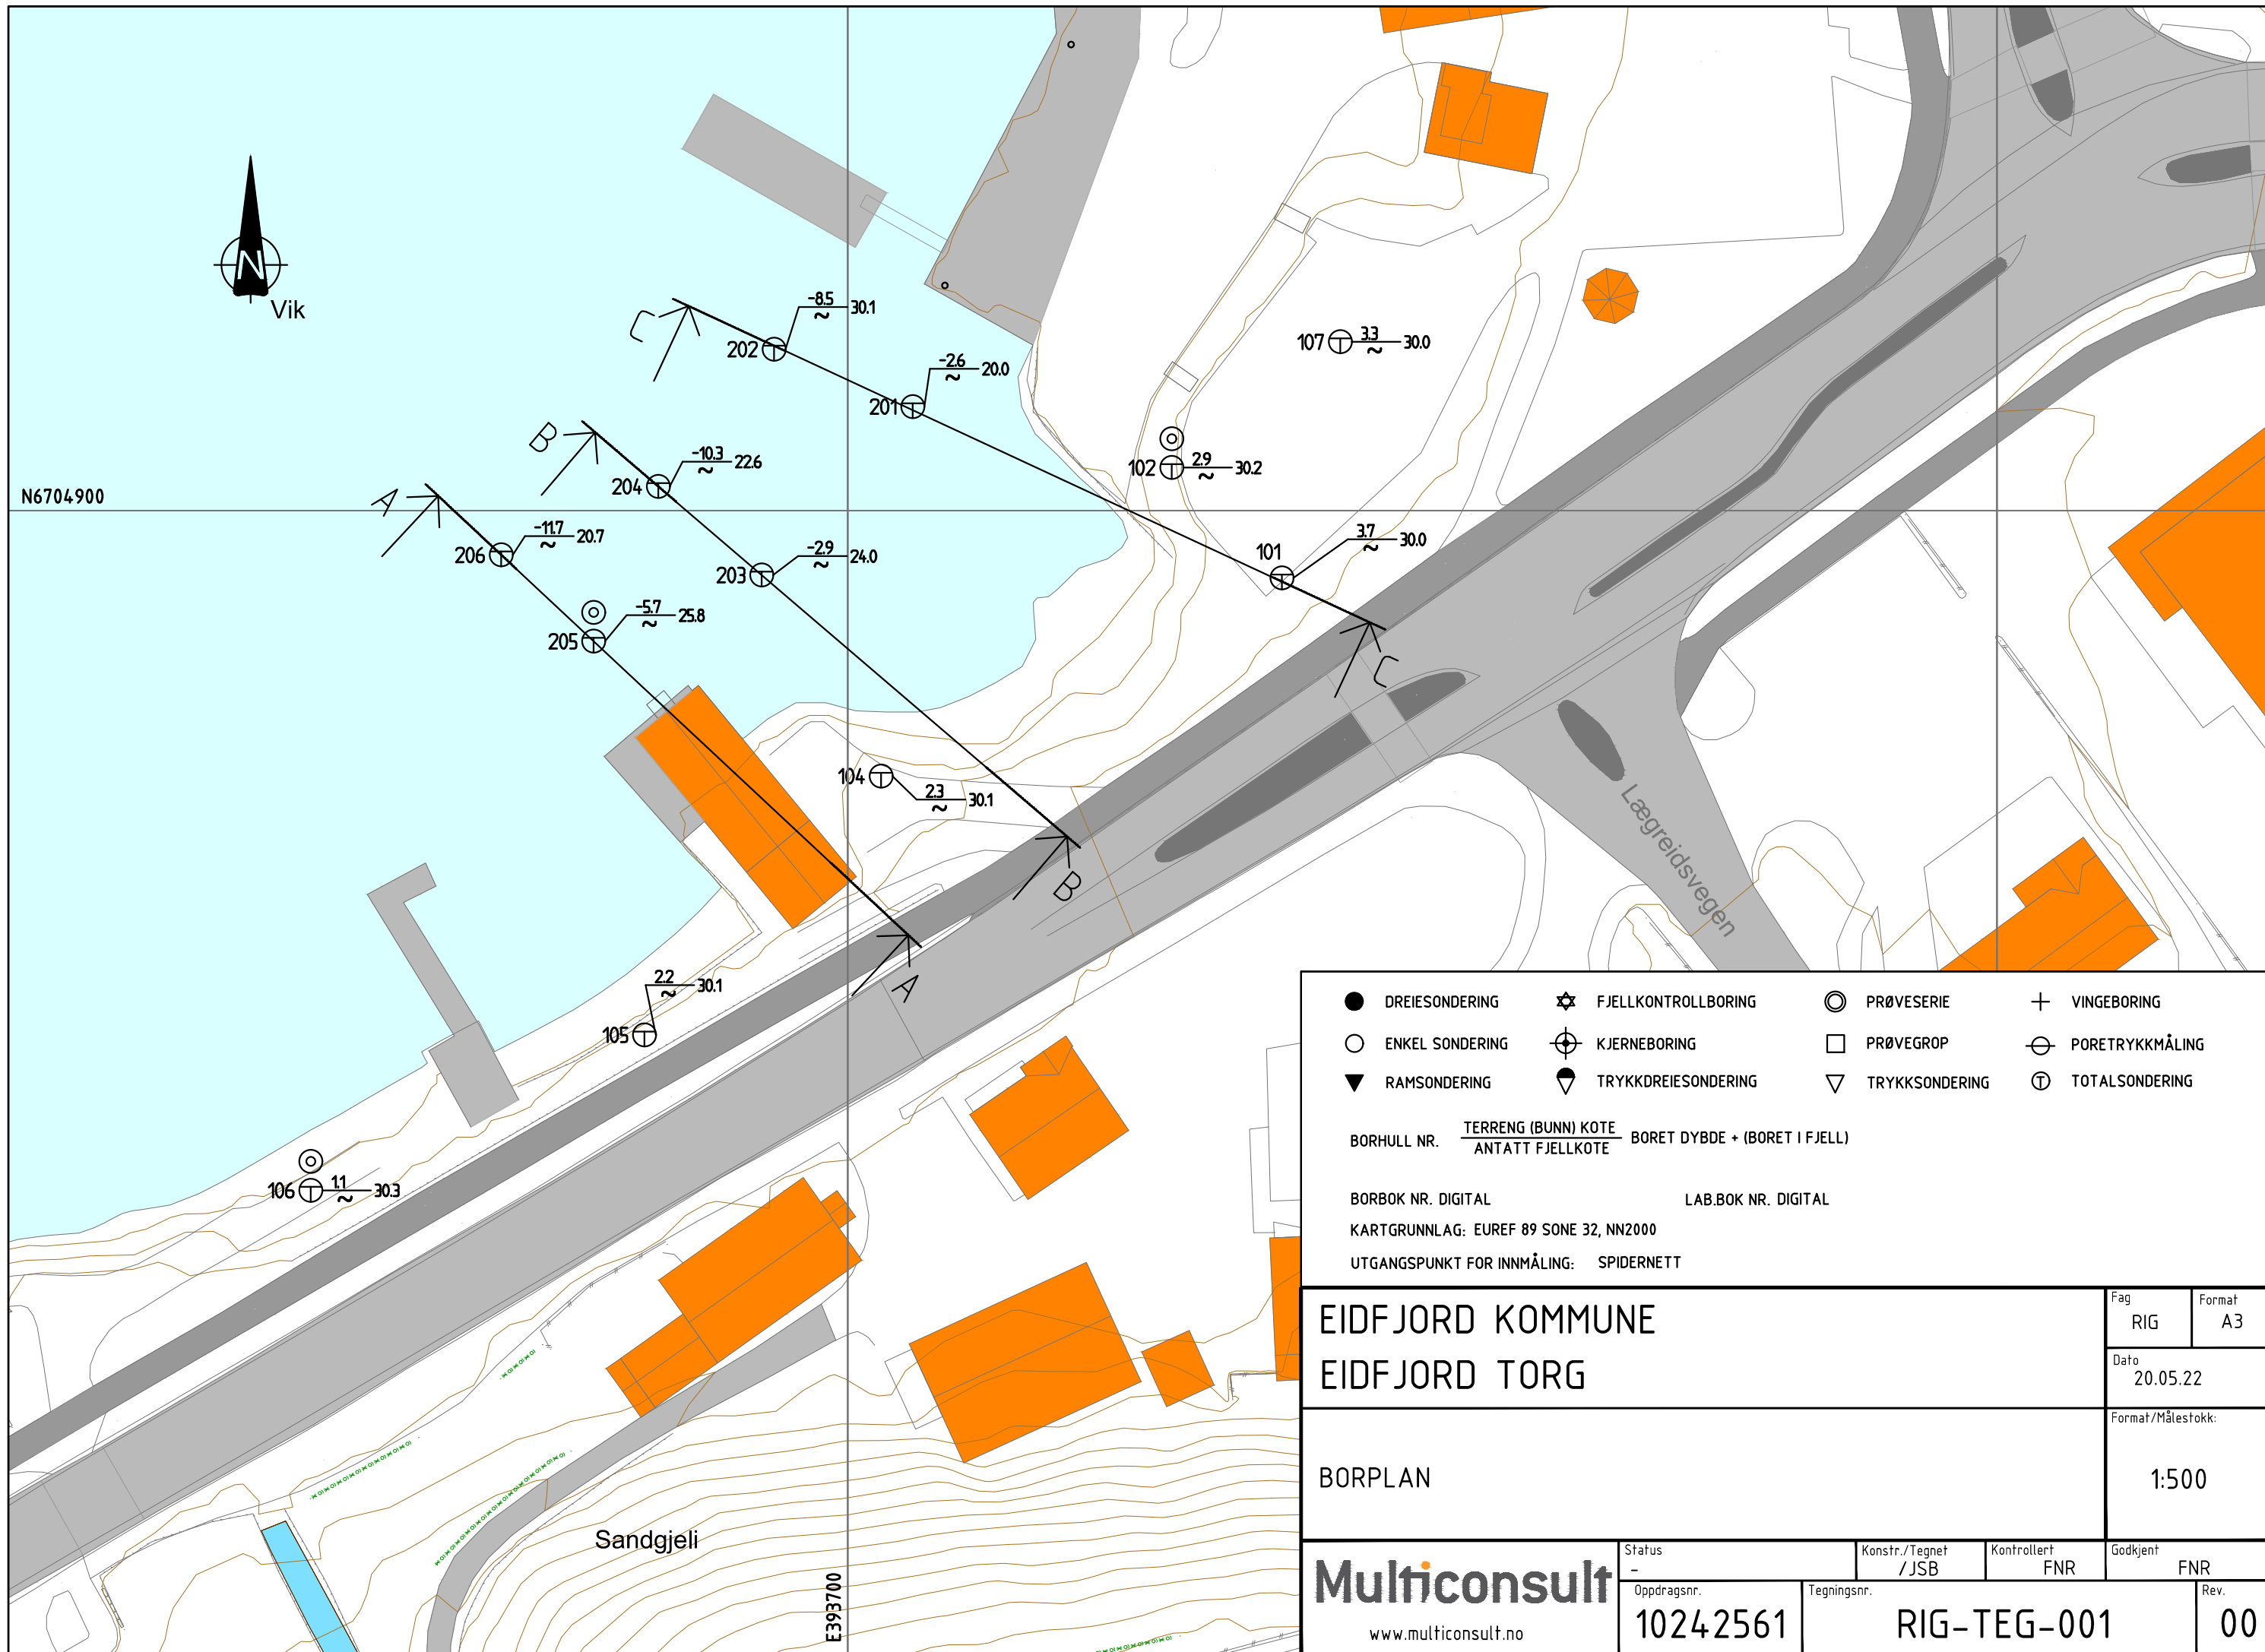 N
Vik
C
202
-8.5
~
30.1
201
-2.6
~
20.0
107
3.3
~
30.0
B
204
-10.3
~
22.6
102
2.9
~
30.2
N6704900
A
206
-11.7
~
20.7
203
-2.9
~
24.0
101
3.7
~
30.0
205
-5.7
~
25.8
C
104
2.3
~
30.1
B
Lægreidsvegen
A
105
2.2
~
30.1
106
1.1
~
30.3
Sandgjeli
E393700
DREIESONDERING
FJELLKONTROLLBORING
PRØVESERIE
VINGEBORING
ENKEL SONDERING
KJERNEBORING
PRØVEGROP
PORETRYKKMÅLING
RAMSONDERING
TRYKKDREIESONDERING
TRYKKSONDERING
TOTALSONDERING
BORHULL NR.
TERRENG (BUNN) KOTE
ANTATT FJELLKOTE
BORET DYBDE + (BORET I FJELL)
BORBOK NR. DIGITAL
LAB.BOK NR. DIGITAL
KARTGRUNNLAG: EUREF 89 SONE 32, NN2000
UTGANGSPUNKT FOR INNMÅLING: SPIDERNETT
EIDFJORD KOMMUNE
EIDFJORD TORG
Fag
RIG
Format
A3
Dato
20.05.22
BORPLAN
Format/Målestokk:
1:500
Multiconsult
www.multiconsult.no
Status
-
Konstr./Tegnet
/JSB
Kontrollert
FNR
Godkjent
FNR
Oppdragsnr.
10242561
Tegningsnr.
RIG-TEG-001
Rev.
00